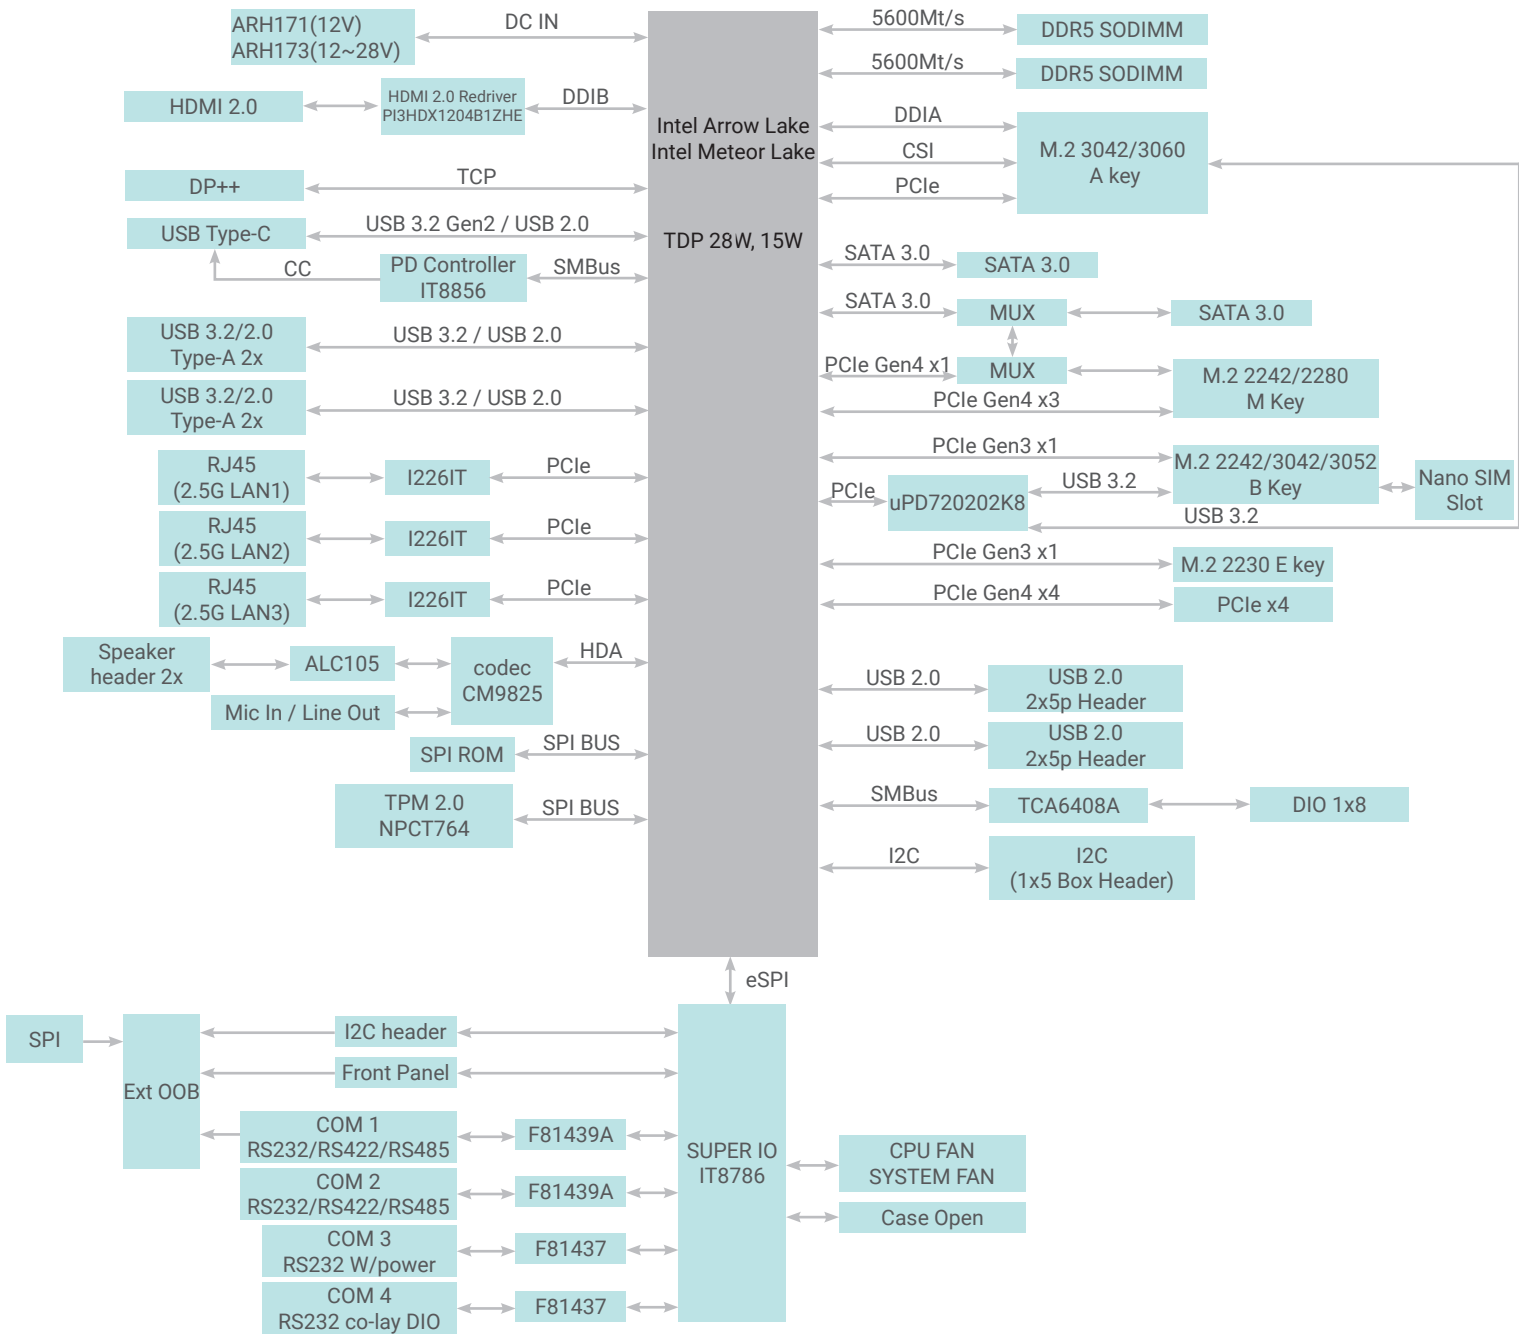 ARH171(12V)
ARH173(12~28V)
DC IN
HDMI 2.0
HDMI 2.0 Redriver
PI3HDX1204B1ZHE
DDIB
DP++
TCP
USB Type-C
USB 3.2 Gen2 / USB 2.0
CC
PD Controller
IT8856
SMBus
USB 3.2/2.0
Type-A 2x
USB 3.2 / USB 2.0
USB 3.2/2.0
Type-A 2x
USB 3.2 / USB 2.0
RJ45
(2.5G LAN1)
I226IT
PCIe
RJ45
(2.5G LAN2)
I226IT
PCIe
RJ45
(2.5G LAN3)
I226IT
PCIe
Speaker
header 2x
ALC105
codec
CM9825
HDA
Mic In / Line Out
SPI ROM
SPI BUS
TPM 2.0
NPCT764
SPI BUS
Intel Arrow Lake
Intel Meteor Lake
TDP 28W, 15W
5600Mt/s
DDR5 SODIMM
5600Mt/s
DDR5 SODIMM
DDIA
CSI
PCIe
M.2 3042/3060
A key
SATA 3.0
SATA 3.0
SATA 3.0
MUX
SATA 3.0
PCIe Gen4 x1
MUX
M.2 2242/2280
M Key
PCIe Gen4 x3
PCIe Gen3 x1
M.2 2242/3042/3052
B Key
Nano SIM
Slot
PCIe
uPD720202K8
USB 3.2
USB 3.2
PCIe Gen3 x1
M.2 2230 E key
PCIe Gen4 x4
PCIe x4
USB 2.0
USB 2.0
2x5p Header
USB 2.0
USB 2.0
2x5p Header
SMBus
TCA6408A
DIO 1x8
I2C
I2C
(1x5 Box Header)
eSPI
SPI
Ext OOB
I2C header
Front Panel
COM 1
RS232/RS422/RS485
F81439A
COM 2
RS232/RS422/RS485
F81439A
COM 3
RS232 W/power
F81437
COM 4
RS232 co-lay DIO
F81437
SUPER IO
IT8786
CPU FAN
SYSTEM FAN
Case Open